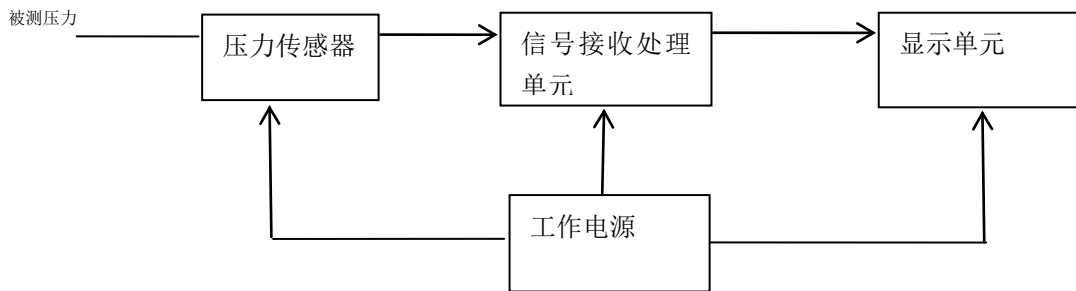 被测压力
压力传感器
信号接收处理
单元
显示单元
工作电源